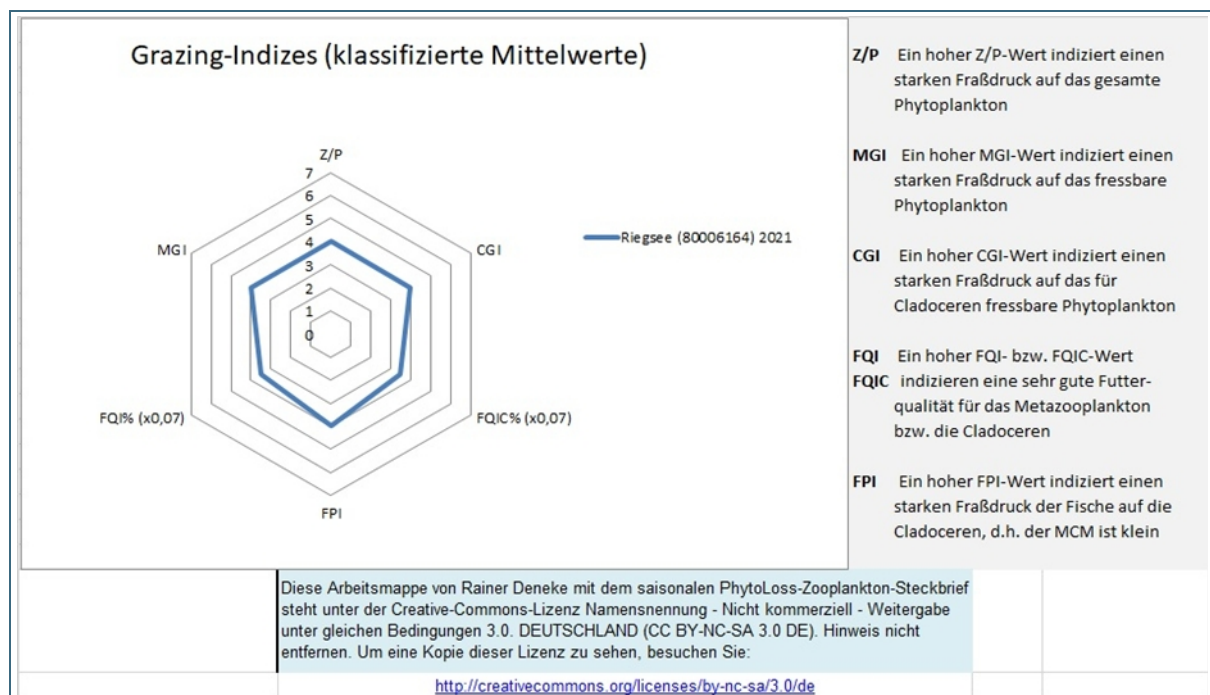 Grazing-Indizes (klassifizierte Mittelwerte)
Z/P
7
6
5
4
3
2
1
0
MGI
CGI
FQI% (x0,07)
FQIC% (x0,07)
FPI
Riegsee (80006164) 2021
Z/P Ein hoher Z/P-Wert indiziert einen
starken Fraßdruck auf das gesamte
Phytoplankton
MGI Ein hoher MGI-Wert indiziert einen
starken Fraßdruck auf das fressbare
Phytoplankton
CGI Ein hoher CGI-Wert indiziert einen
starken Fraßdruck auf das für
Cladoceren fressbare Phytoplankton
FQI Ein hoher FQI- bzw. FQIC-Wert
FQIC indizieren eine sehr gute Futter-
qualität für das Metazooplankton
bzw. die Cladoceren
FPI Ein hoher FPI-Wert indiziert einen
starken Fraßdruck der Fische auf die
Cladoceren, d.h. der MCM ist klein
Diese Arbeitsmappe von Rainer Deneke mit dem saisonalen PhytoLoss-Zooplankton-Steckbrief
steht unter der Creative-Commons-Lizenz Namensnennung - Nicht kommerziell - Weitergabe
unter gleichen Bedingungen 3.0. DEUTSCHLAND (CC BY-NC-SA 3.0 DE). Hinweis nicht
entfernen. Um eine Kopie dieser Lizenz zu sehen, besuchen Sie:
http://creativecommons.org/licenses/by-nc-sa/3.0/de